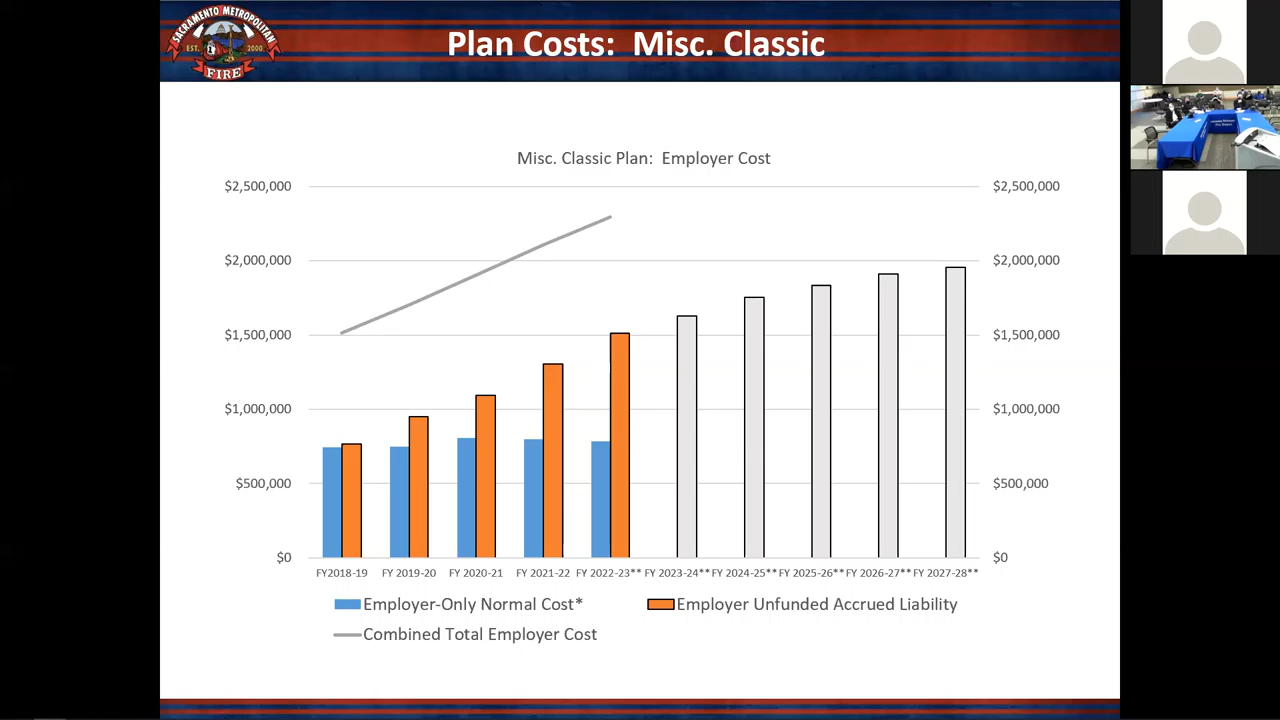 SACRAMENTO METROPOLITAN
EST. 2000
FIRE
Plan Costs: Misc. Classic
Misc. Classic Plan: Employer Cost
$2,500,000 $2,500,000
$2,000,000 $2,000,000
$1,500,000 $1,500,000
$1,000,000 $1,000,000
$500,000 $500,000
$0 $0
FY2018-19 FY 2019-20 FY 2020-21 FY 2021-22 FY 2022-23** FY 2023-24** FY 2024-25** FY 2025-26** FY 2026-27** FY 2027-28**
Employer-Only Normal Cost* Employer Unfunded Accrued Liability
Combined Total Employer Cost